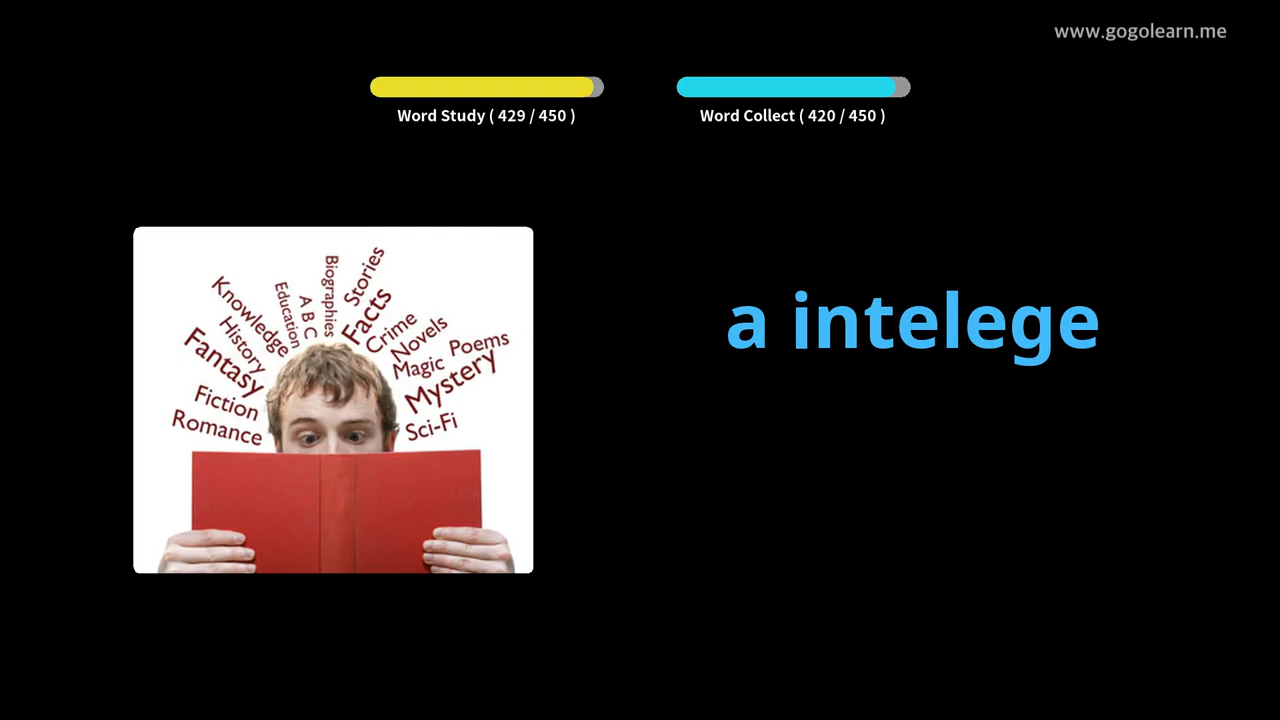 www.gogolearn.me
Word Study ( 429 / 450 )
Word Collect ( 420 / 450 )
a intelege
Knowledge
History
Fantasy
Fiction
Romance
Education
A B C
Biographies
Stories
Facts
Crime
Novels
Magic
Poems
Mystery
Sci-Fi